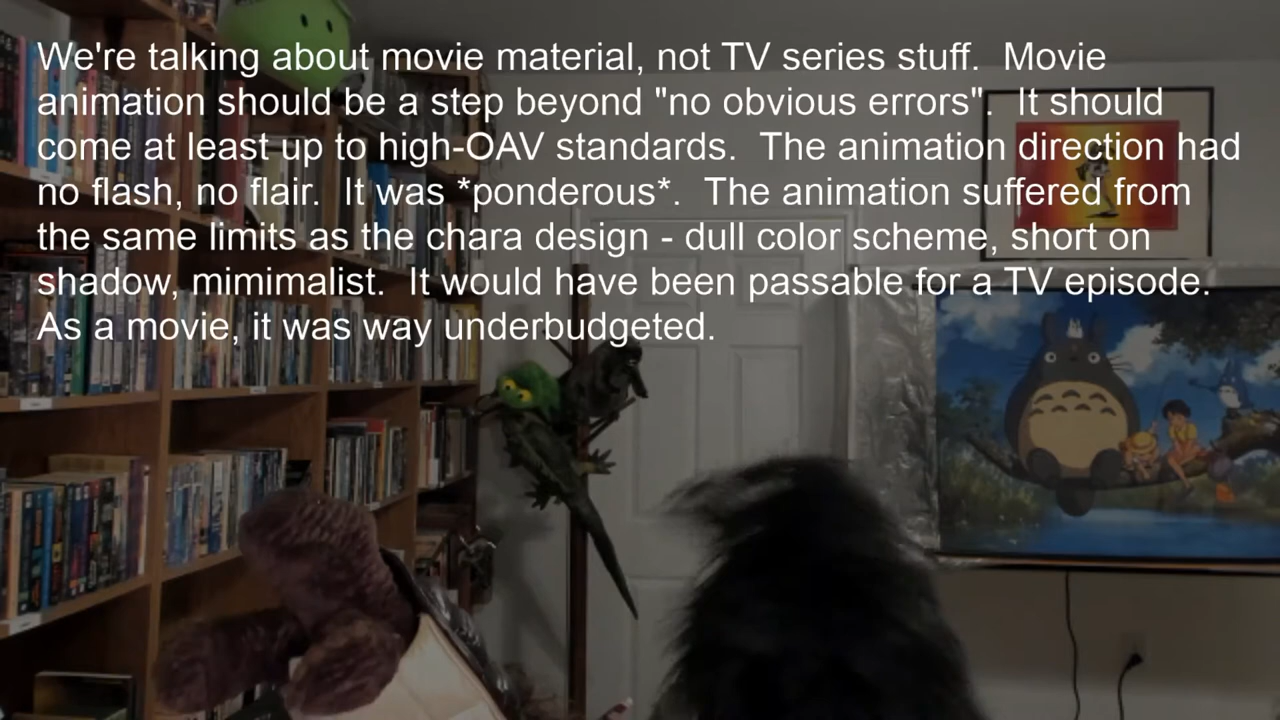 We're talking about movie material, not TV series stuff.  Movie
animation should be a step beyond "no obvious errors".  It should
come at least up to high-OAV standards.  The animation direction had
no flash, no flair.  It was *ponderous*.  The animation suffered from
the same limits as the chara design - dull color scheme, short on
shadow, mimimalist.  It would have been passable for a TV episode.
As a movie, it was way underbudgeted.